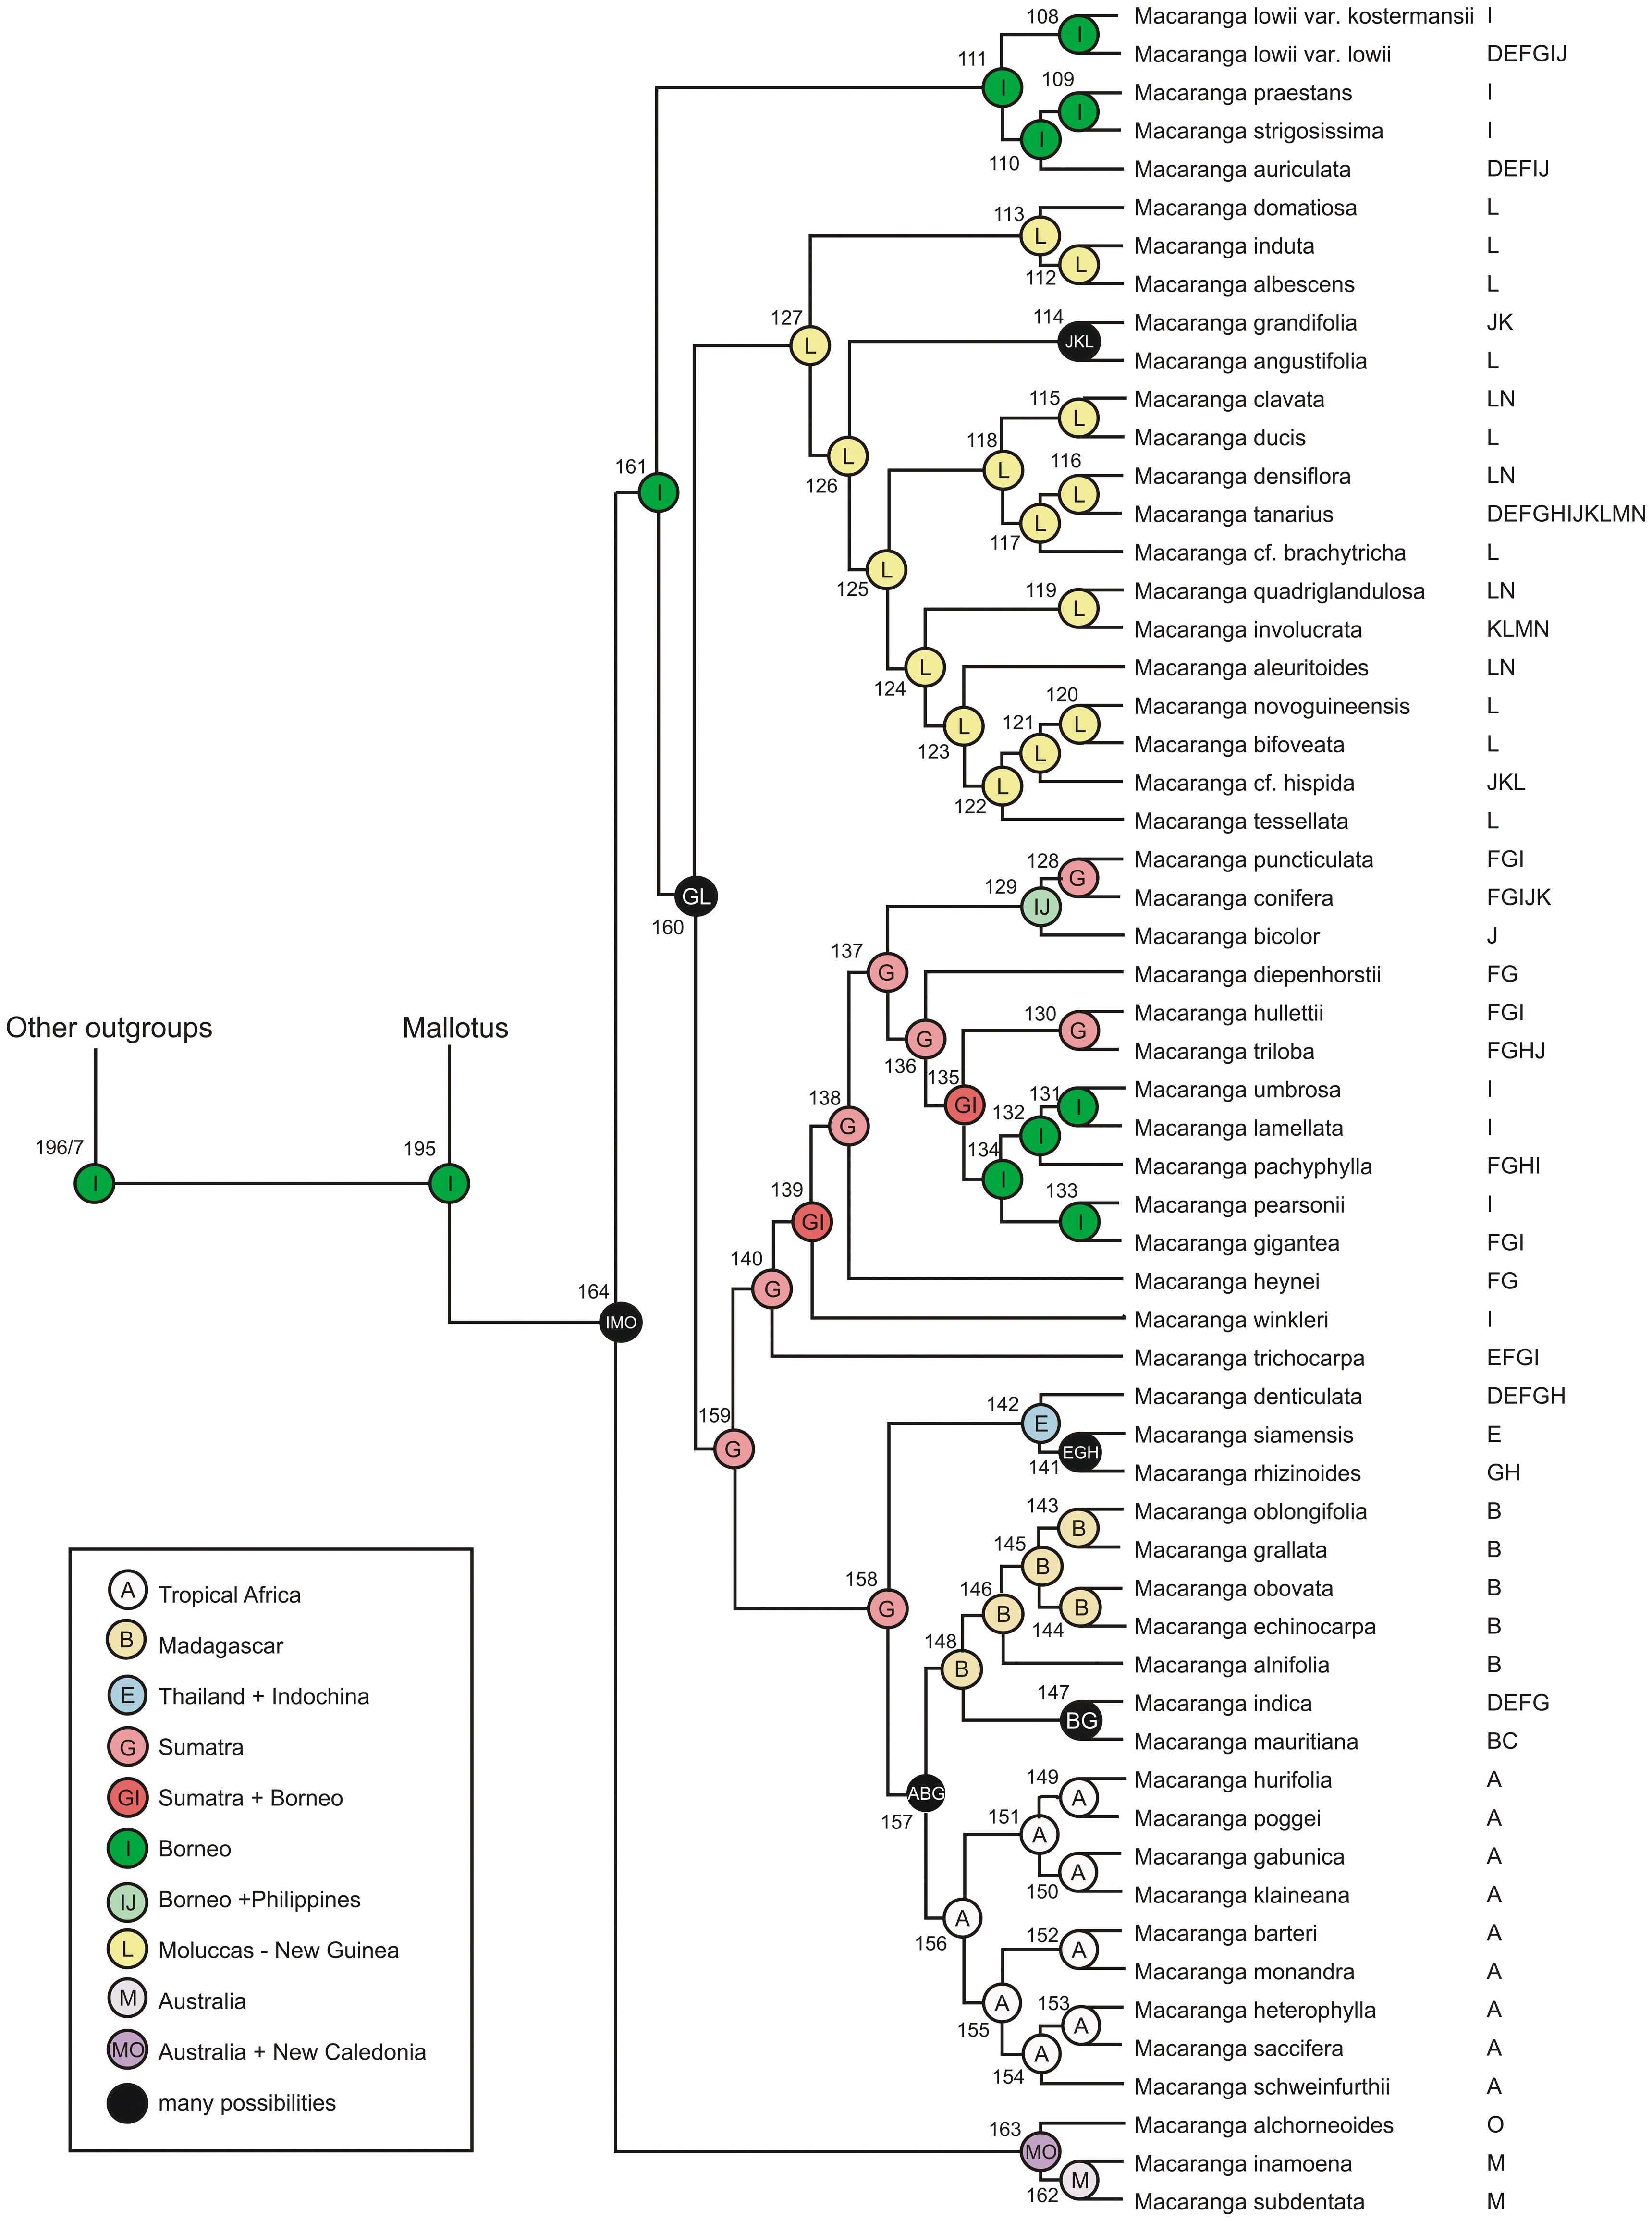 108 I Macaranga lowii var. kostermansii I
Macaranga lowii var. lowii DEFGIJ
111 I
109 I Macaranga praestans I
Macaranga strigosissima I
110 I
Macaranga auriculata DEFIJ
113 L Macaranga domatiosa L
112 L Macaranga induta L
Macaranga albescens L
127 L
114 JKL Macaranga grandifolia JK
Macaranga angustifolia L
126 L
115 L Macaranga clavata LN
Macaranga ducis L
118 L
116 L Macaranga densiflora LN
Macaranga tanarius DEFGHIJKLMN
117 L
Macaranga cf. brachytricha L
161 I
125 L
119 L Macaranga quadriglandulosa LN
Macaranga involucrata KLMN
124 L
Macaranga aleuritoides LN
123 L
120 L Macaranga novoguineensis L
Macaranga bifoveata L
121 L
Macaranga cf. hispida JKL
122 L
Macaranga tessellata L
160 GL
128 G Macaranga puncticulata FGI
Macaranga conifera FGIJK
129 IJ
Macaranga bicolor J
137 G
Macaranga diepenhorstii FG
136 G
130 G Macaranga hullettii FGI
Macaranga triloba FGHJ
135 GI
131 I Macaranga umbrosa I
Macaranga lamellata I
132 I
Macaranga pachyphylla FGHI
134 I
133 I Macaranga pearsonii I
Macaranga gigantea FGI
138 G
Macaranga heynei FG
139 GI
Macaranga winkleri I
140 G
Macaranga trichocarpa EFGI
Other outgroups
Mallotus
196/7 I
195 I
164 IMO
159 G
142 E Macaranga denticulata DEFGH
141 EGH Macaranga siamensis E
Macaranga rhizinoides GH
158 G
143 B Macaranga oblongifolia B
Macaranga grallata B
145 B
144 B Macaranga obovata B
Macaranga echinocarpa B
146 B
Macaranga alnifolia B
148 B
147 BG Macaranga indica DEFG
Macaranga mauritiana BC
157 ABG
149 A Macaranga hurifolia A
Macaranga poggei A
151 A
150 A Macaranga gabunica A
Macaranga klaineana A
156 A
152 A Macaranga barteri A
Macaranga monandra A
155 A
153 A Macaranga heterophylla A
Macaranga saccifera A
154 A
Macaranga schweinfurthii A
163 MO Macaranga alchorneoides O
162 M Macaranga inamoena M
Macaranga subdentata M
A Tropical Africa
B Madagascar
E Thailand + Indochina
G Sumatra
GI Sumatra + Borneo
I Borneo
IJ Borneo +Philippines
L Moluccas - New Guinea
M Australia
MO Australia + New Caledonia
many possibilities